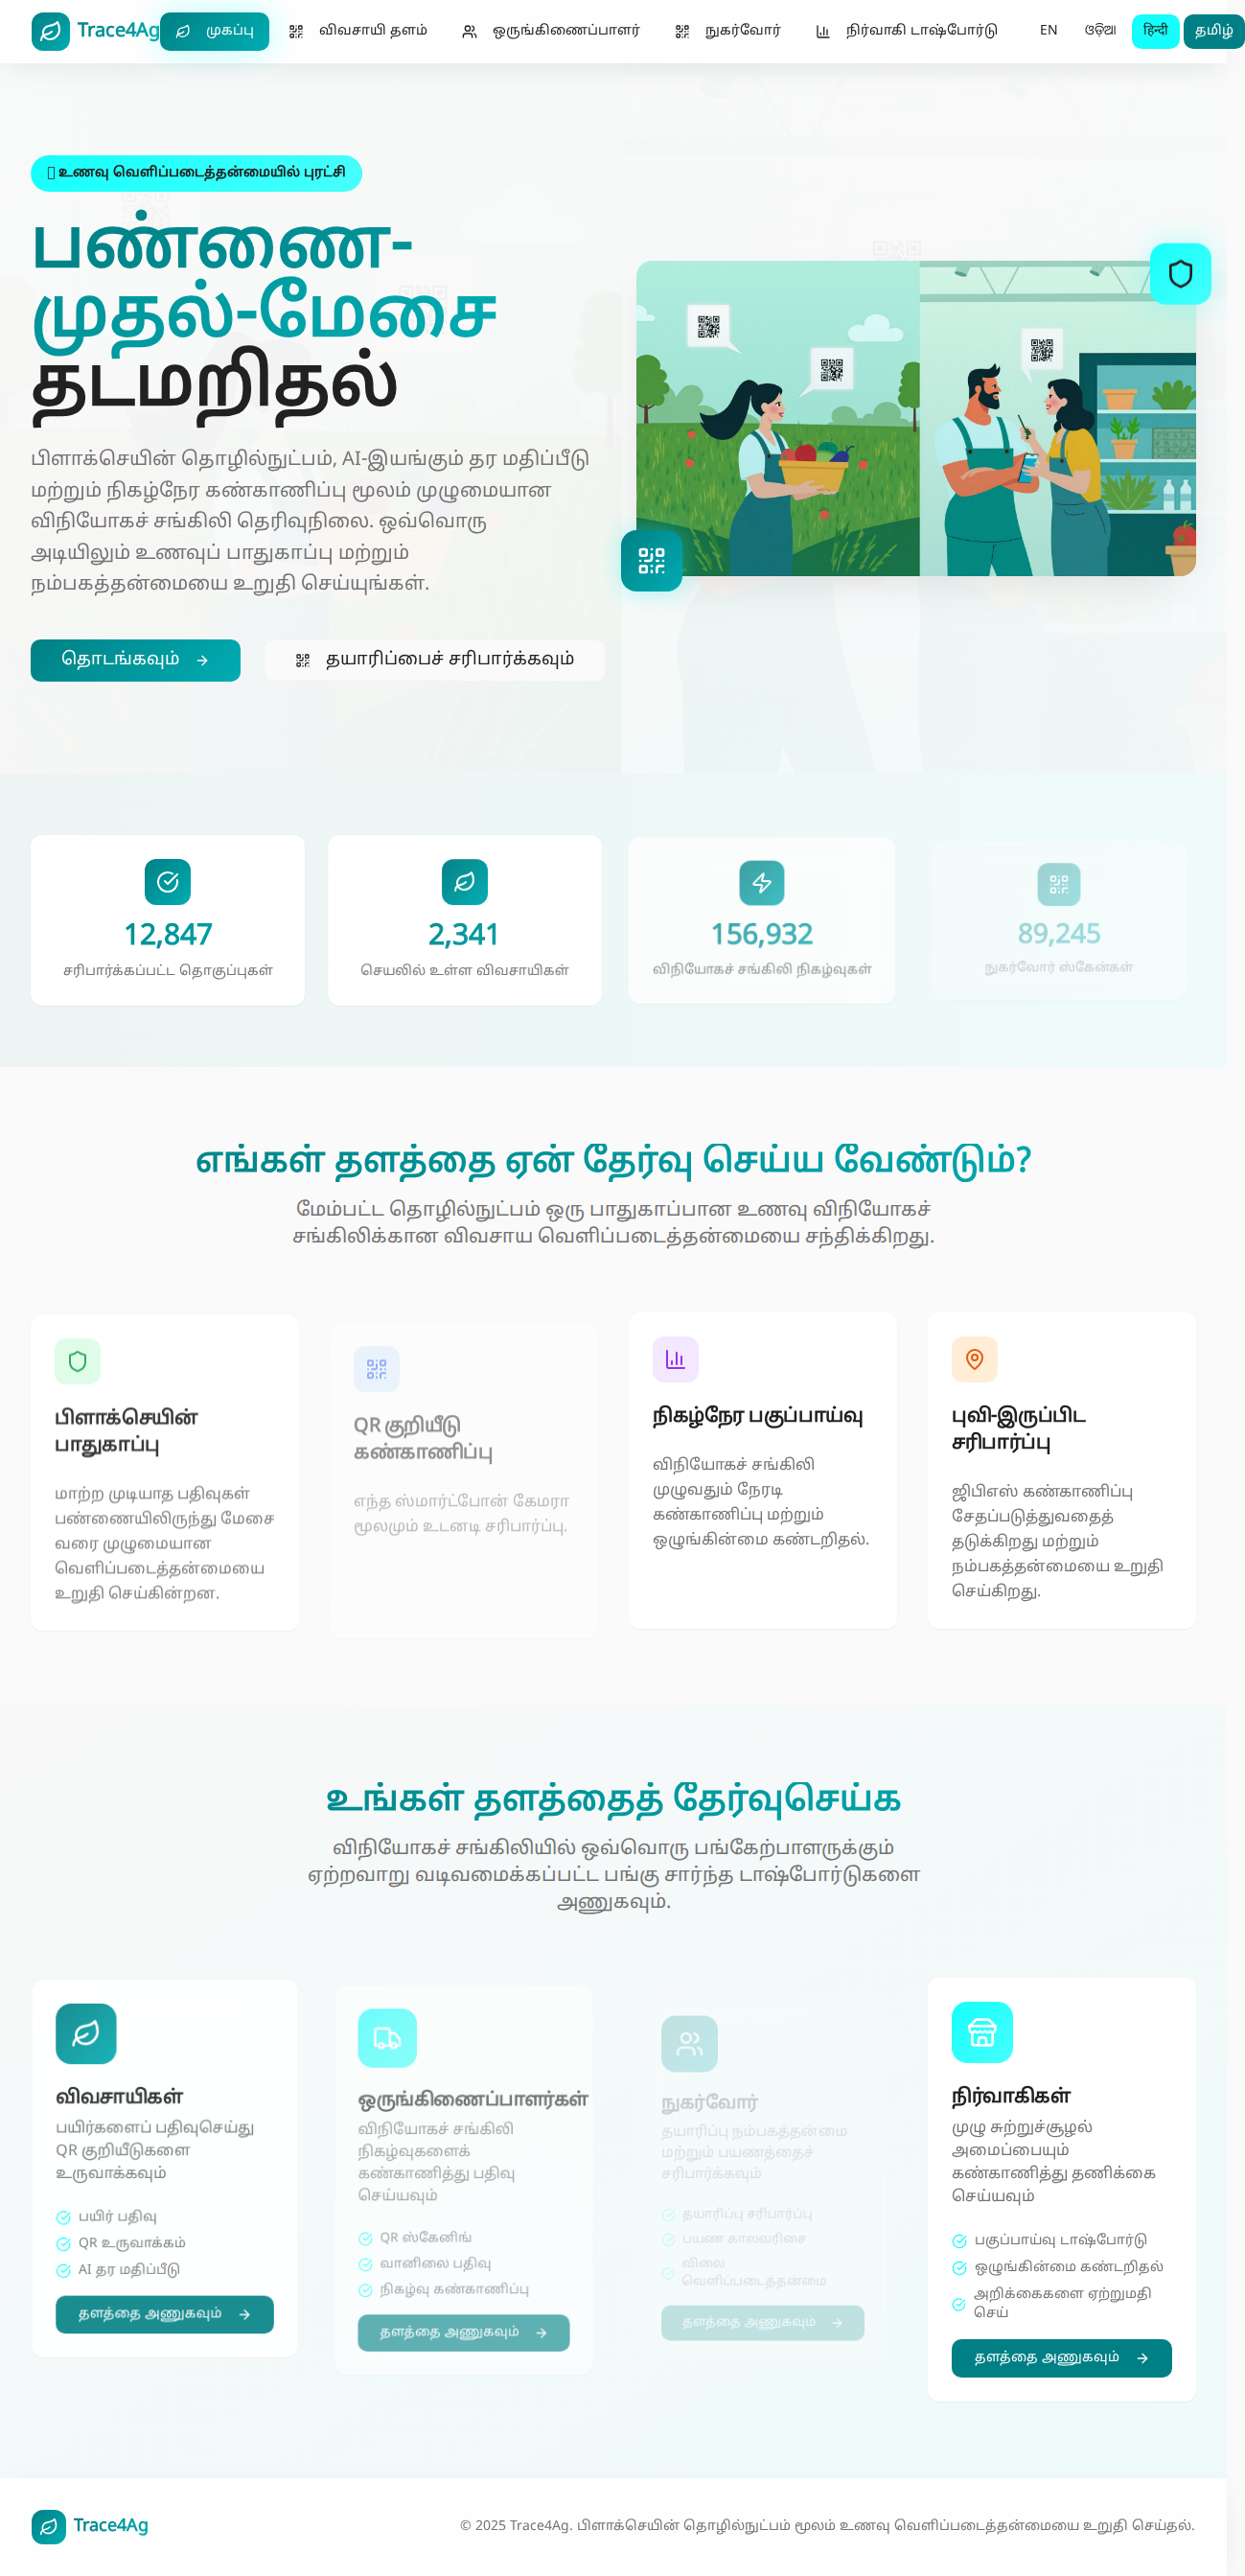 Trace4Ag
முகப்பு
விவசாயி தளம்
ஒருங்கிணைப்பாளர்
நுகர்வோர்
நிர்வாகி டாஷ்போர்டு
EN
ଓଡ଼ିଆ
हिन्दी
தமிழ்
உணவு வெளிப்படைத்தன்மையில் புரட்சி
பண்ணை-
முதல்-மேசை
தடமறிதல்
பிளாக்செயின் தொழில்நுட்பம், AI-இயங்கும் தர மதிப்பீடு
மற்றும் நிகழ்நேர கண்காணிப்பு மூலம் முழுமையான
விநியோகச் சங்கிலி தெரிவுநிலை. ஒவ்வொரு
அடியிலும் உணவுப் பாதுகாப்பு மற்றும்
நம்பகத்தன்மையை உறுதி செய்யுங்கள்.
தொடங்கவும்
தயாரிப்பைச் சரிபார்க்கவும்
12,847
சரிபார்க்கப்பட்ட தொகுப்புகள்
2,341
செயலில் உள்ள விவசாயிகள்
156,932
விநியோகச் சங்கிலி நிகழ்வுகள்
89,245
நுகர்வோர் ஸ்கேன்கள்
எங்கள் தளத்தை ஏன் தேர்வு செய்ய வேண்டும்?
மேம்பட்ட தொழில்நுட்பம் ஒரு பாதுகாப்பான உணவு விநியோகச்
சங்கிலிக்கான விவசாய வெளிப்படைத்தன்மையை சந்திக்கிறது.
பிளாக்செயின்
பாதுகாப்பு
மாற்ற முடியாத பதிவுகள்
பண்ணையிலிருந்து மேசை
வரை முழுமையான
வெளிப்படைத்தன்மையை
உறுதி செய்கின்றன.
QR குறியீடு
கண்காணிப்பு
எந்த ஸ்மார்ட்போன் கேமரா
மூலமும் உடனடி சரிபார்ப்பு.
நிகழ்நேர பகுப்பாய்வு
விநியோகச் சங்கிலி
முழுவதும் நேரடி
கண்காணிப்பு மற்றும்
ஒழுங்கின்மை கண்டறிதல்.
புவி-இருப்பிட
சரிபார்ப்பு
ஜிபிஎஸ் கண்காணிப்பு
சேதப்படுத்துவதைத்
தடுக்கிறது மற்றும்
நம்பகத்தன்மையை உறுதி
செய்கிறது.
உங்கள் தளத்தைத் தேர்வுசெய்க
விநியோகச் சங்கிலியில் ஒவ்வொரு பங்கேற்பாளருக்கும்
ஏற்றவாறு வடிவமைக்கப்பட்ட பங்கு சார்ந்த டாஷ்போர்டுகளை
அணுகவும்.
விவசாயிகள்
பயிர்களைப் பதிவுசெய்து
QR குறியீடுகளை
உருவாக்கவும்
பயிர் பதிவு
QR உருவாக்கம்
AI தர மதிப்பீடு
தளத்தை அணுகவும்
ஒருங்கிணைப்பாளர்கள்
விநியோகச் சங்கிலி
நிகழ்வுகளைக்
கண்காணித்து பதிவு
செய்யவும்
QR ஸ்கேனிங்
வானிலை பதிவு
நிகழ்வு கண்காணிப்பு
தளத்தை அணுகவும்
நுகர்வோர்
தயாரிப்பு நம்பகத்தன்மை
மற்றும் பயணத்தைச்
சரிபார்க்கவும்
தயாரிப்பு சரிபார்ப்பு
பயண காலவரிசை
விலை
வெளிப்படைத்தன்மை
தளத்தை அணுகவும்
நிர்வாகிகள்
முழு சுற்றுச்சூழல்
அமைப்பையும்
கண்காணித்து தணிக்கை
செய்யவும்
பகுப்பாய்வு டாஷ்போர்டு
ஒழுங்கின்மை கண்டறிதல்
அறிக்கைகளை ஏற்றுமதி
செய்
தளத்தை அணுகவும்
Trace4Ag
© 2025 Trace4Ag. பிளாக்செயின் தொழில்நுட்பம் மூலம் உணவு வெளிப்படைத்தன்மையை உறுதி செய்தல்.